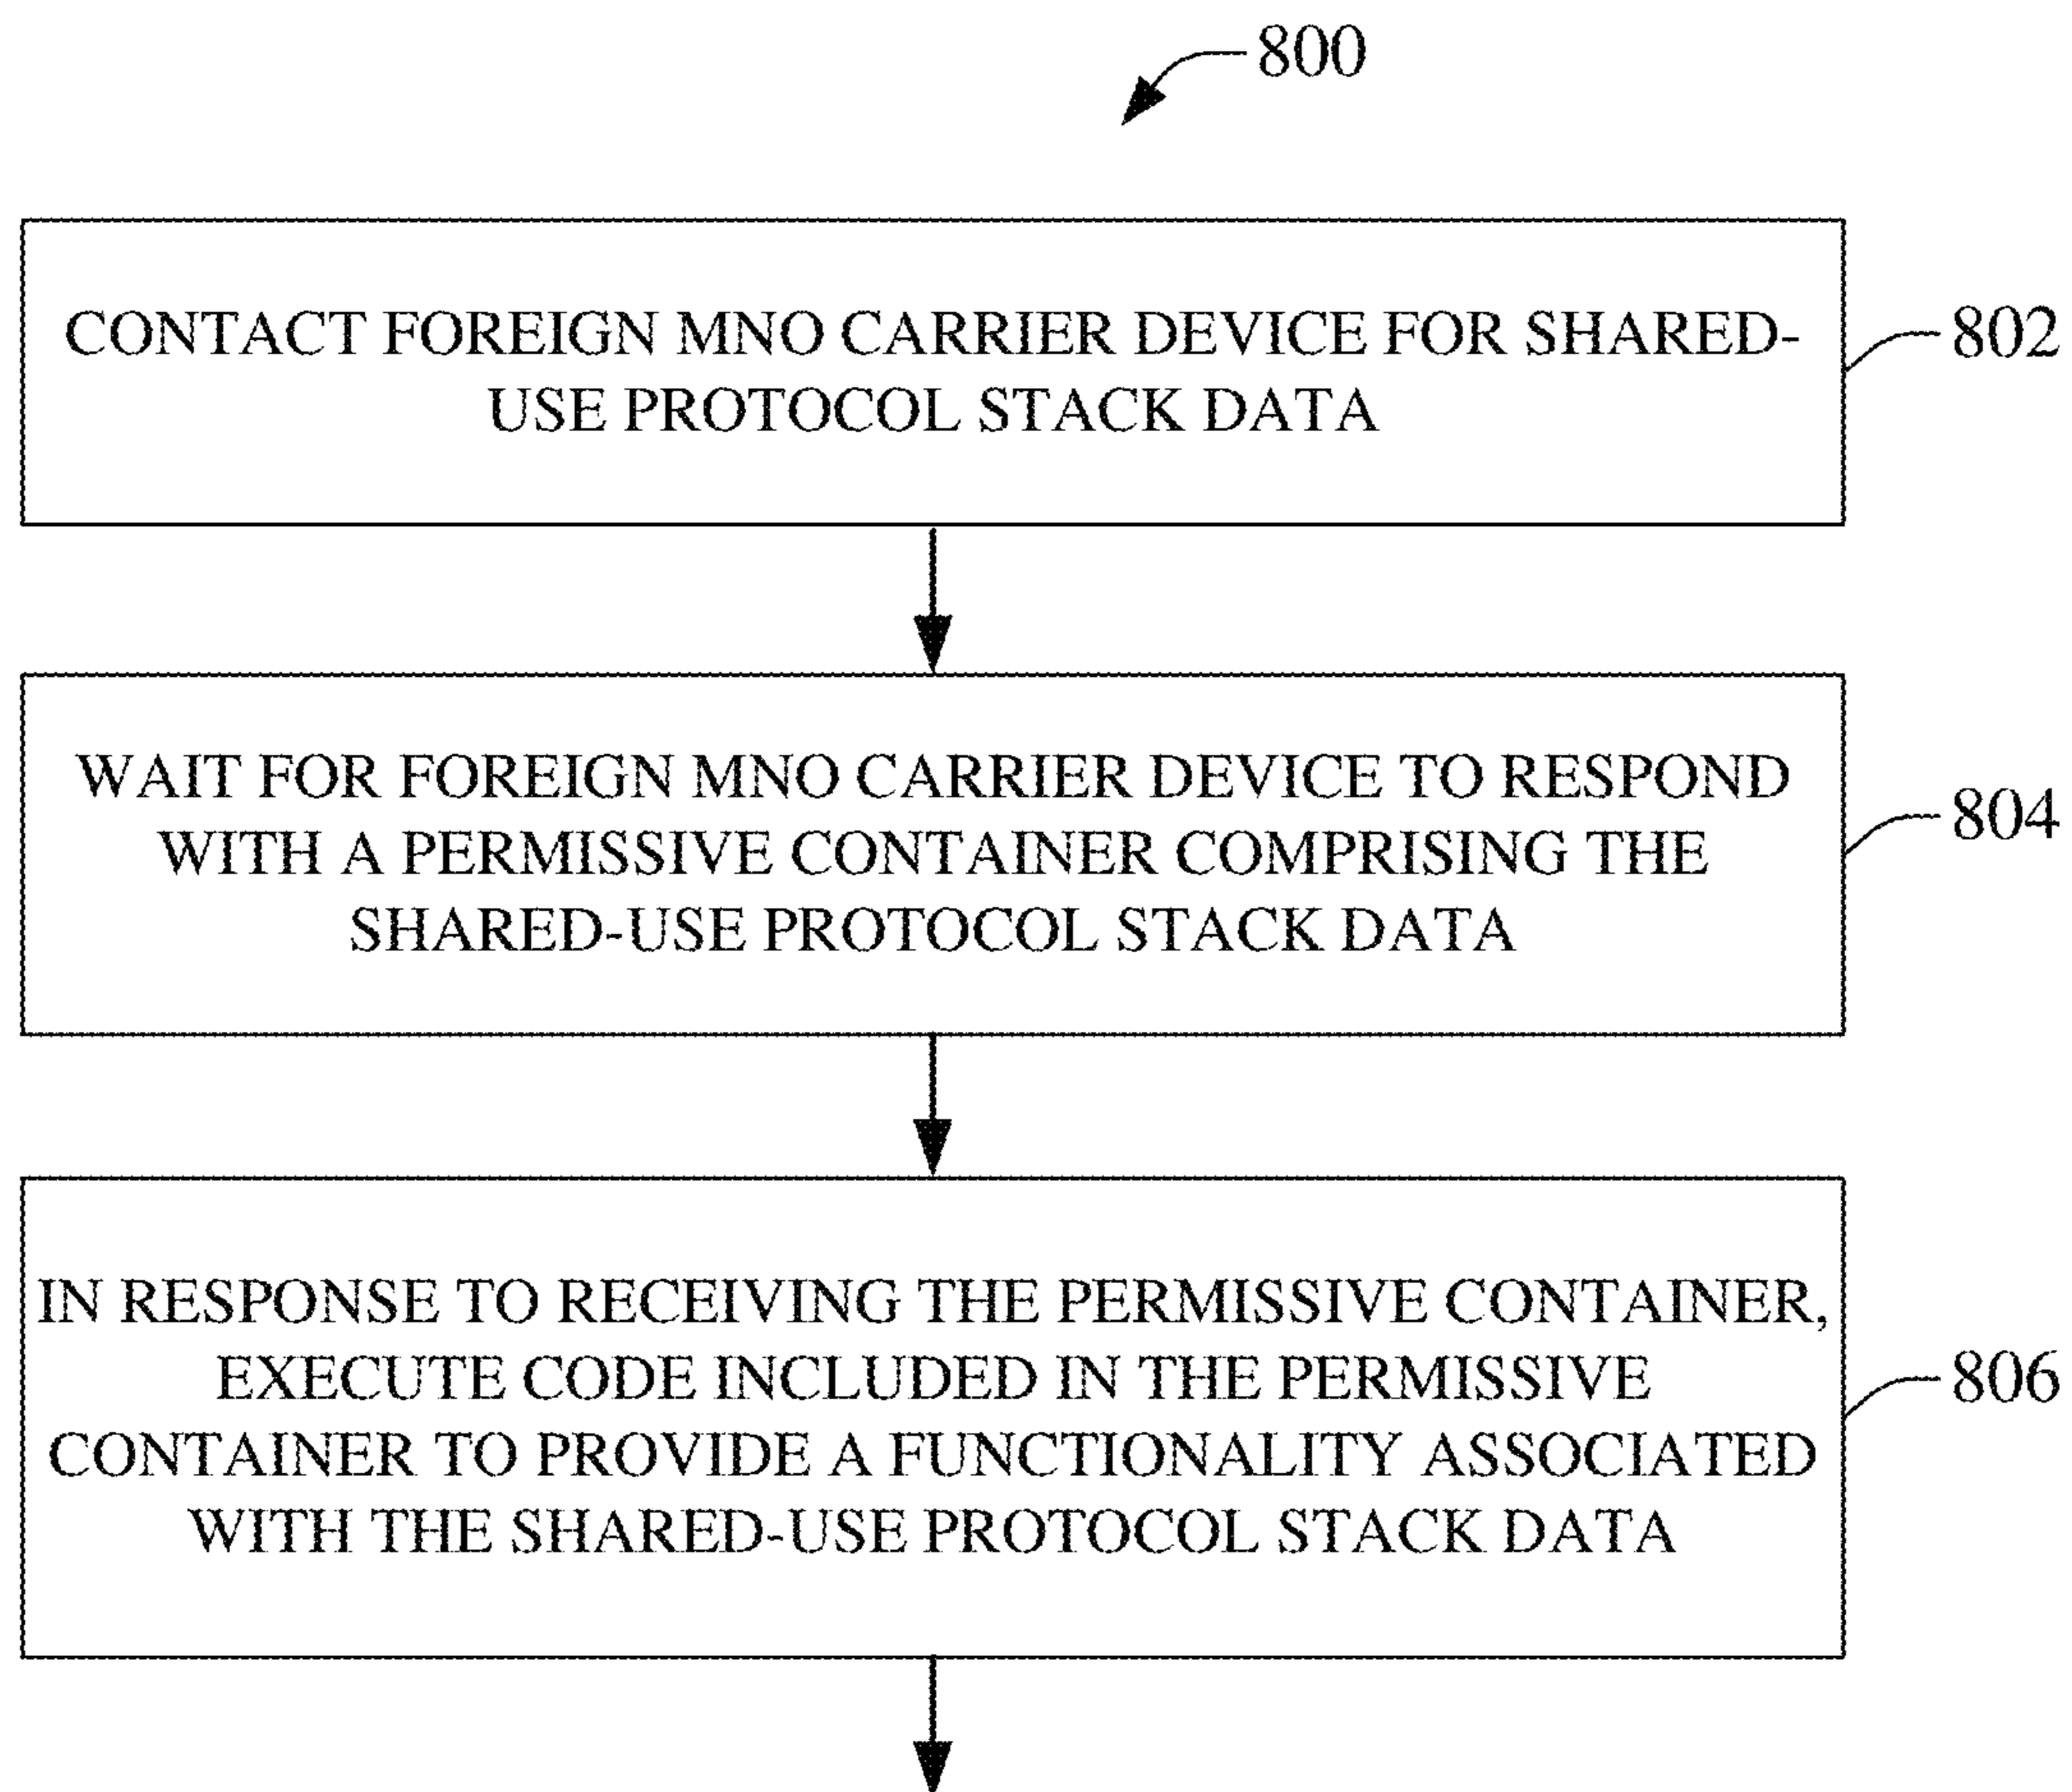 800
CONTACT FOREIGN MNO CARRIER DEVICE FOR SHARED-
USE PROTOCOL STACK DATA
802
WAIT FOR FOREIGN MNO CARRIER DEVICE TO RESPOND
WITH A PERMISSIVE CONTAINER COMPRISING THE
SHARED-USE PROTOCOL STACK DATA
804
IN RESPONSE TO RECEIVING THE PERMISSIVE CONTAINER,
EXECUTE CODE INCLUDED IN THE PERMISSIVE
CONTAINER TO PROVIDE A FUNCTIONALITY ASSOCIATED
WITH THE SHARED-USE PROTOCOL STACK DATA
806